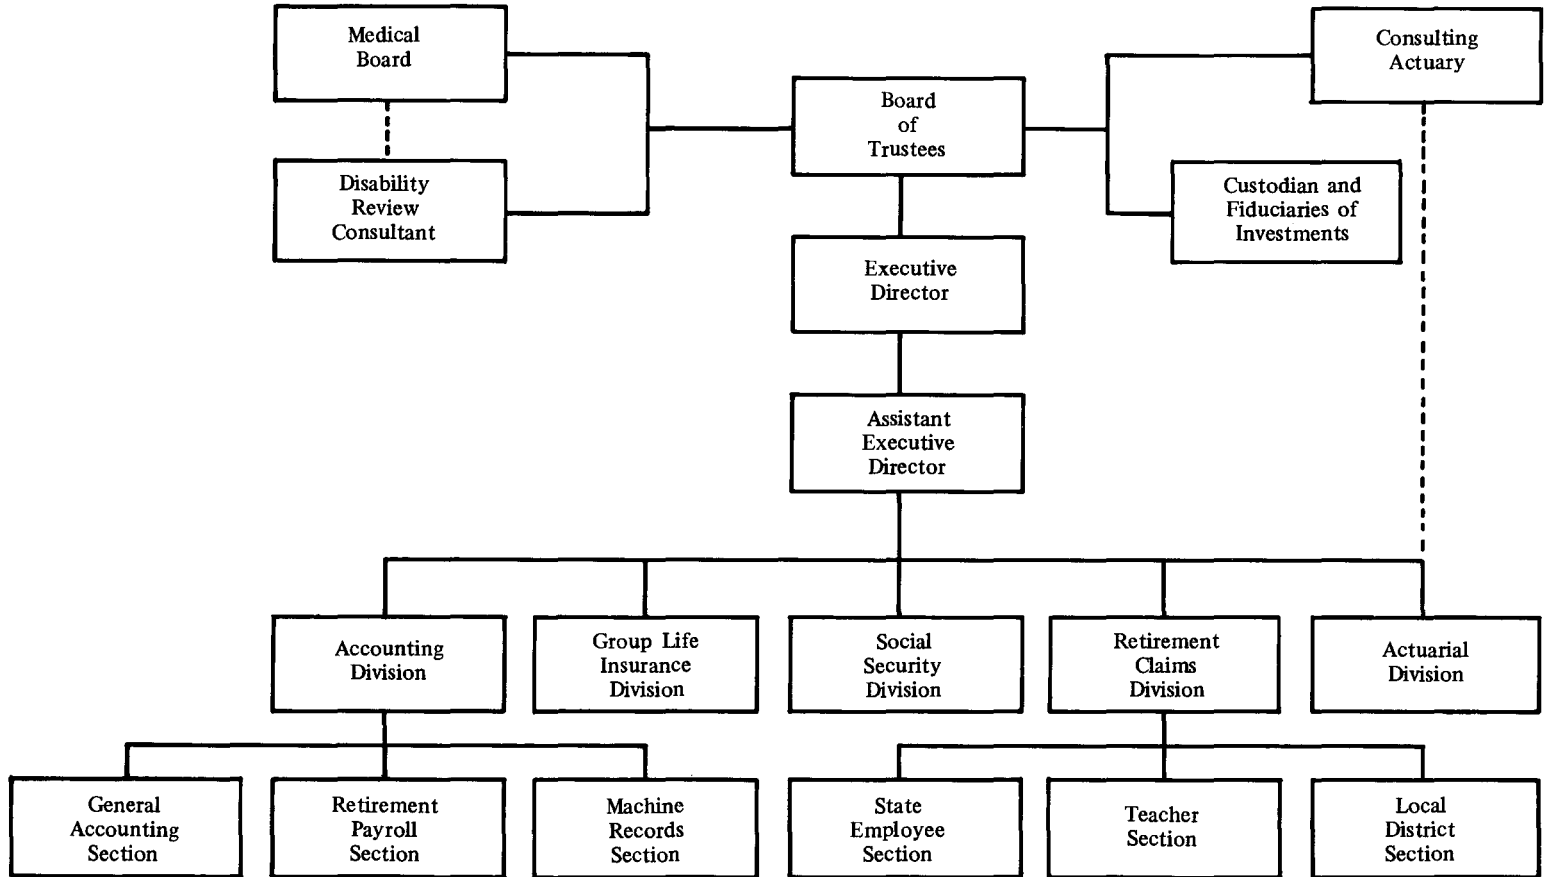 Medical
Board
Consulting
Actuary
Board
of
Trustees
Disability
Review
Consultant
Custodian and
Fiduciaries of
Investments
Executive
Director
Assistant
Executive
Director
Accounting
Division
Group Life
Insurance
Division
Social
Security
Division
Retirement
Claims
Division
Actuarial
Division
General
Accounting
Section
Retirement
Payroll
Section
Machine
Records
Section
State
Employee
Section
Teacher
Section
Local
District
Section